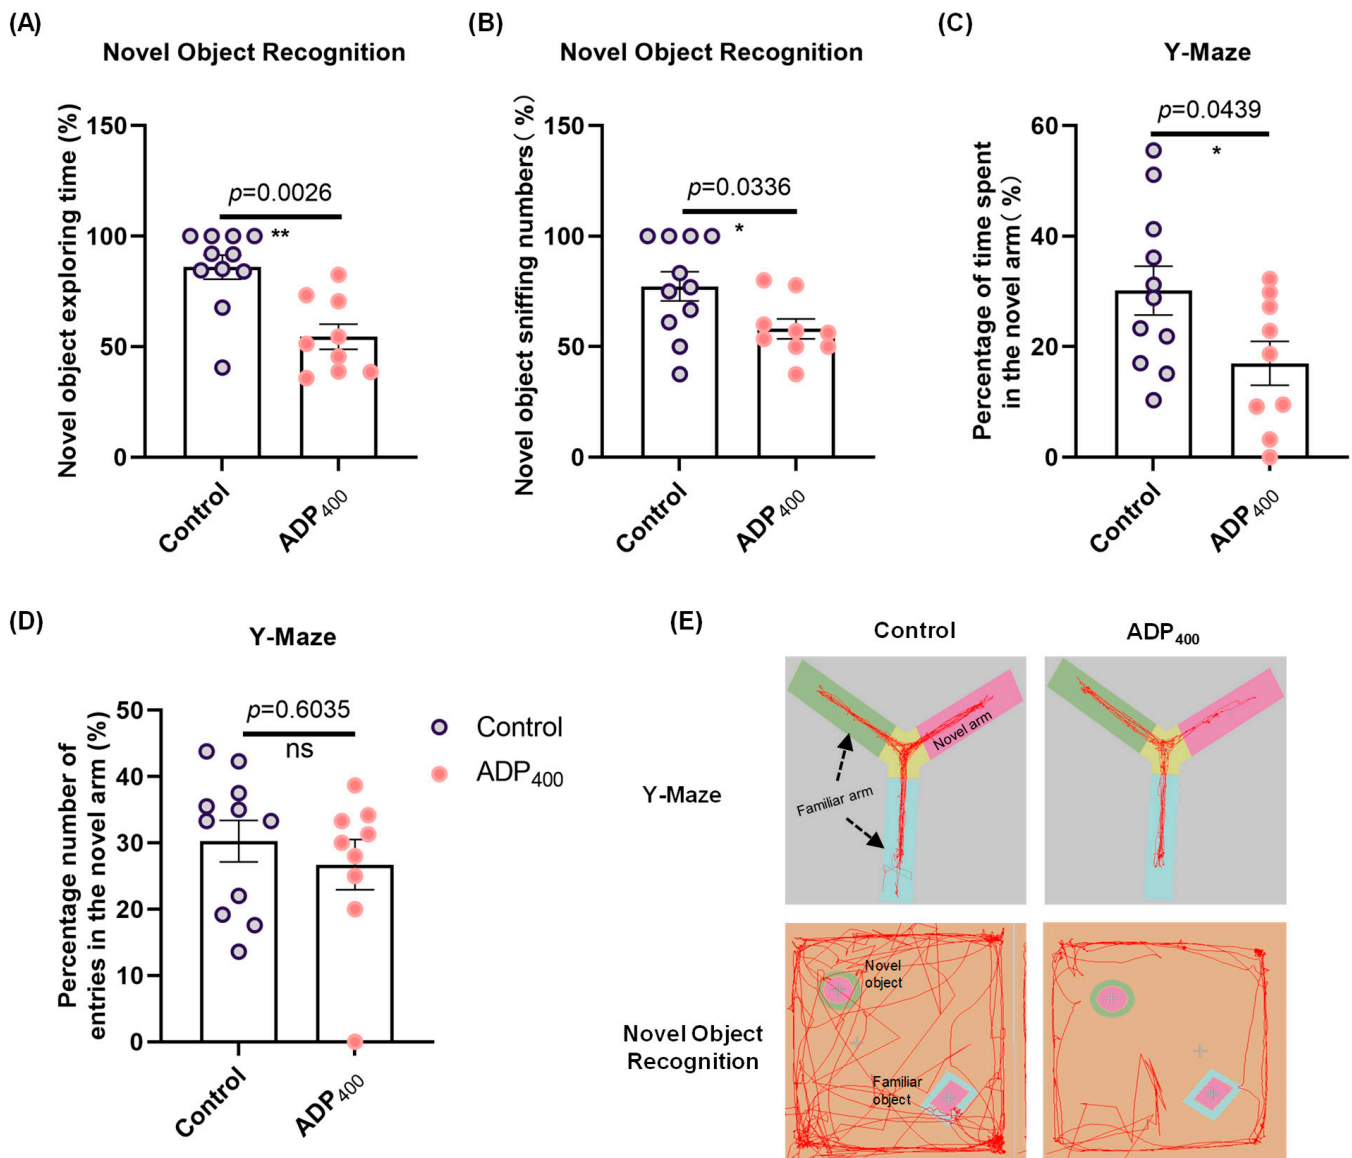 (A)
Novel Object Recognition
Novel object exploring time (%)
150
100
50
0
p=0.0026
**
Control
ADP400
(B)
Novel Object Recognition
Novel object sniffing numbers( %)
150
100
50
0
p=0.0336
*
Control
ADP400
(C)
Y-Maze
Percentage of time spent
in the novel arm( %)
60
40
20
0
p=0.0439
*
Control
ADP400
(D)
Y-Maze
Percentage number of
entries in the novel arm (%)
50
40
30
20
10
0
p=0.6035
ns
Control
ADP400
Control
ADP400
(E)
Control
ADP400
Y-Maze
Novel arm
Familiar arm
Novel Object
Recognition
Novel
object
Familiar
object